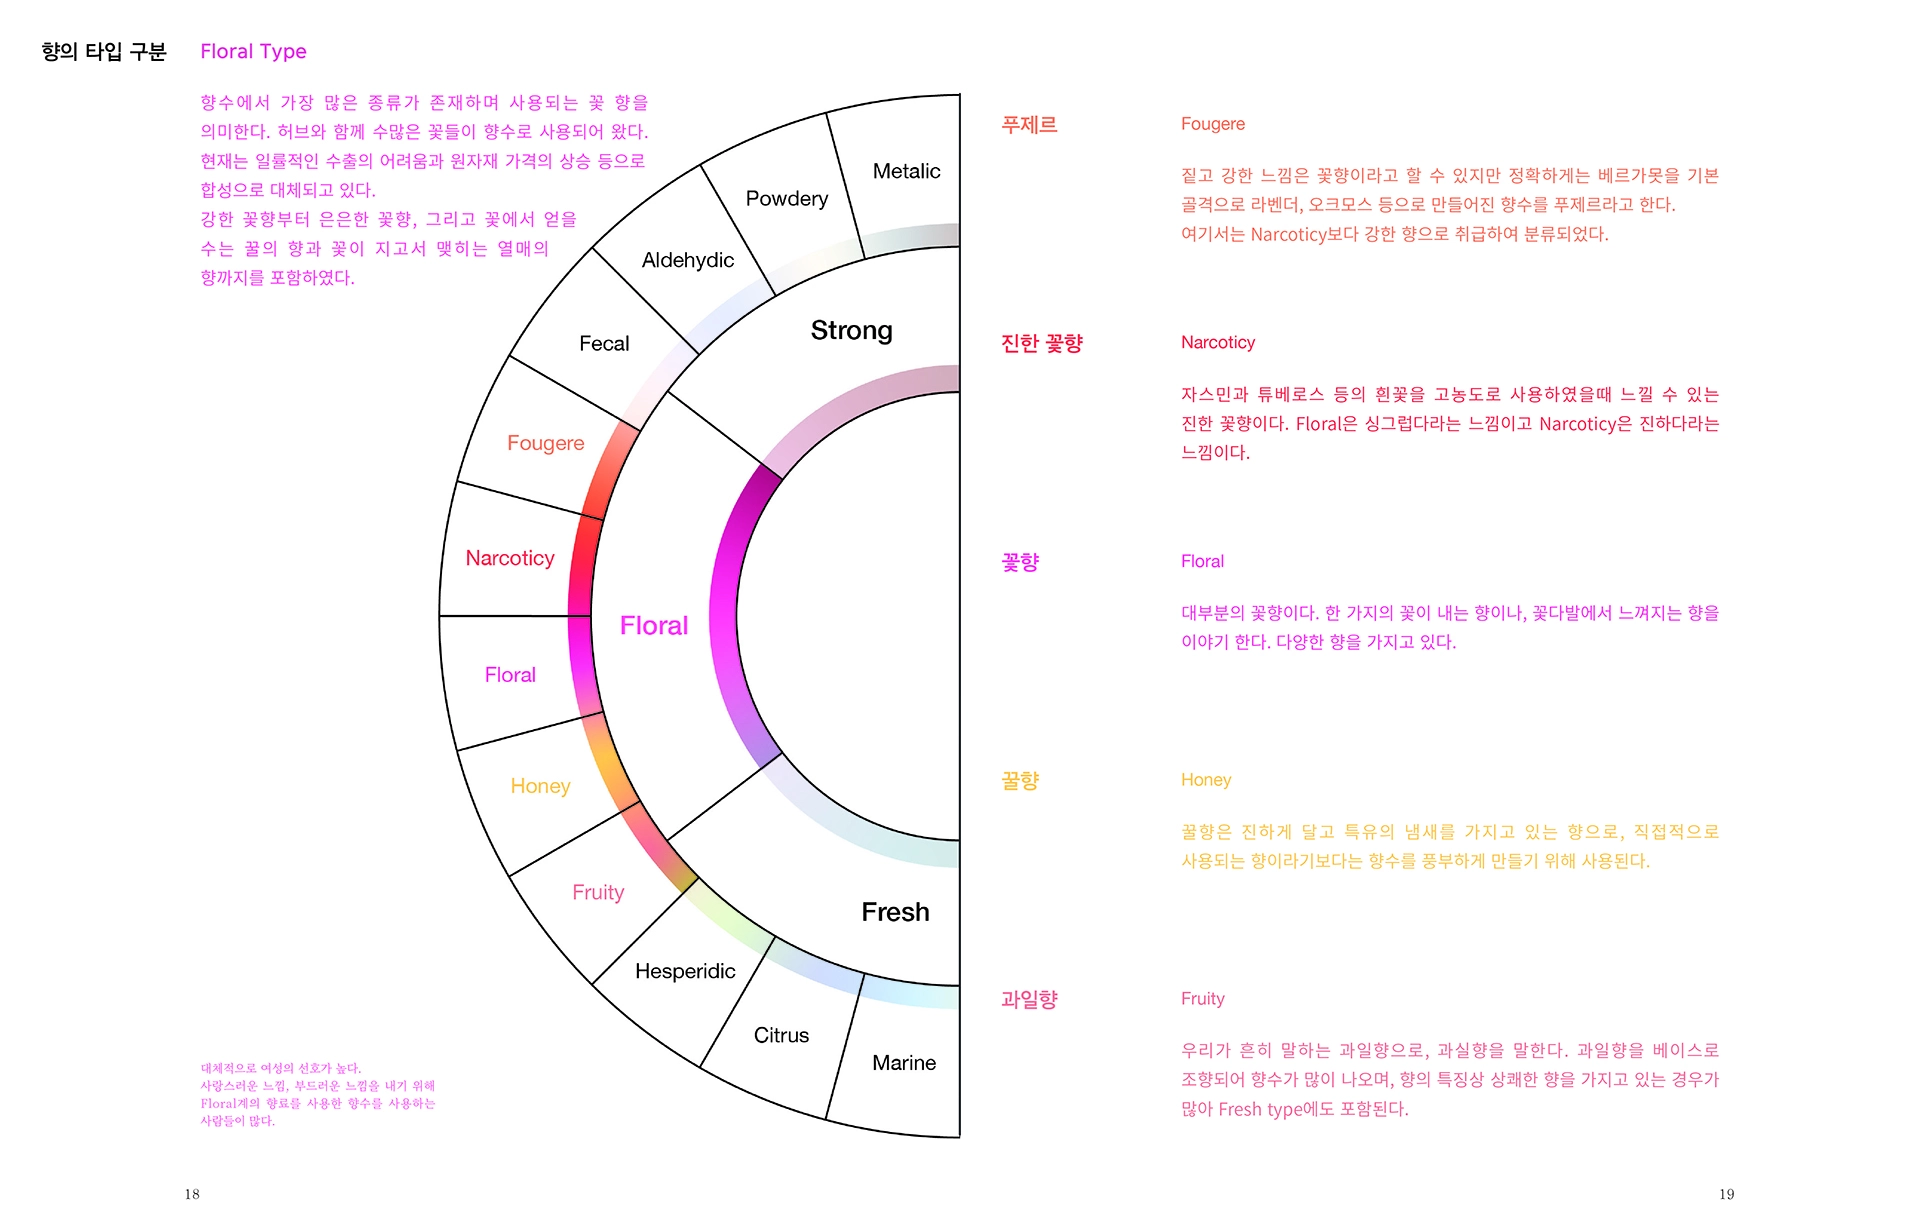 향의 타입 구분
Floral Type
향수에서 가장 많은 종류가 존재하며 사용되는 꽃 향을
의미한다. 허브와 함께 수많은 꽃들이 향수로 사용되어 왔다.
현재는 일률적인 수출의 어려움과 원자재 가격의 상승 등으로
합성으로 대체되고 있다.
강한 꽃향부터 은은한 꽃향, 그리고 꽃에서 얻을
수는 꿀의 향과 꽃이 지고서 맺히는 열매의
향까지를 포함하였다.
Metalic
Powdery
Aldehydic
Fecal
Fougere
Narcoticy
Floral
Honey
Fruity
Hesperidic
Citrus
Marine
Strong
Floral
Fresh
대체적으로 여성의 선호가 높다.
사랑스러운 느낌, 부드러운 느낌을 내기 위해
Floral계의 향료를 사용한 향수를 사용하는
사람들이 많다.
18
푸제르
Fougere
짙고 강한 느낌은 꽃향이라고 할 수 있지만 정확하게는 베르가못을 기본
골격으로 라벤더, 오크모스 등으로 만들어진 향수를 푸제르라고 한다.
여기서는 Narcoticy보다 강한 향으로 취급하여 분류되었다.
진한 꽃향
Narcoticy
자스민과 튜베로스 등의 흰꽃을 고농도로 사용하였을때 느낄 수 있는
진한 꽃향이다. Floral은 싱그럽다라는 느낌이고 Narcoticy은 진하다라는
느낌이다.
꽃향
Floral
대부분의 꽃향이다. 한 가지의 꽃이 내는 향이나, 꽃다발에서 느껴지는 향을
이야기 한다. 다양한 향을 가지고 있다.
꿀향
Honey
꿀향은 진하게 달고 특유의 냄새를 가지고 있는 향으로, 직접적으로
사용되는 향이라기보다는 향수를 풍부하게 만들기 위해 사용된다.
과일향
Fruity
우리가 흔히 말하는 과일향으로, 과실향을 말한다. 과일향을 베이스로
조향되어 향수가 많이 나오며, 향의 특징상 상쾌한 향을 가지고 있는 경우가
많아 Fresh type에도 포함된다.
19